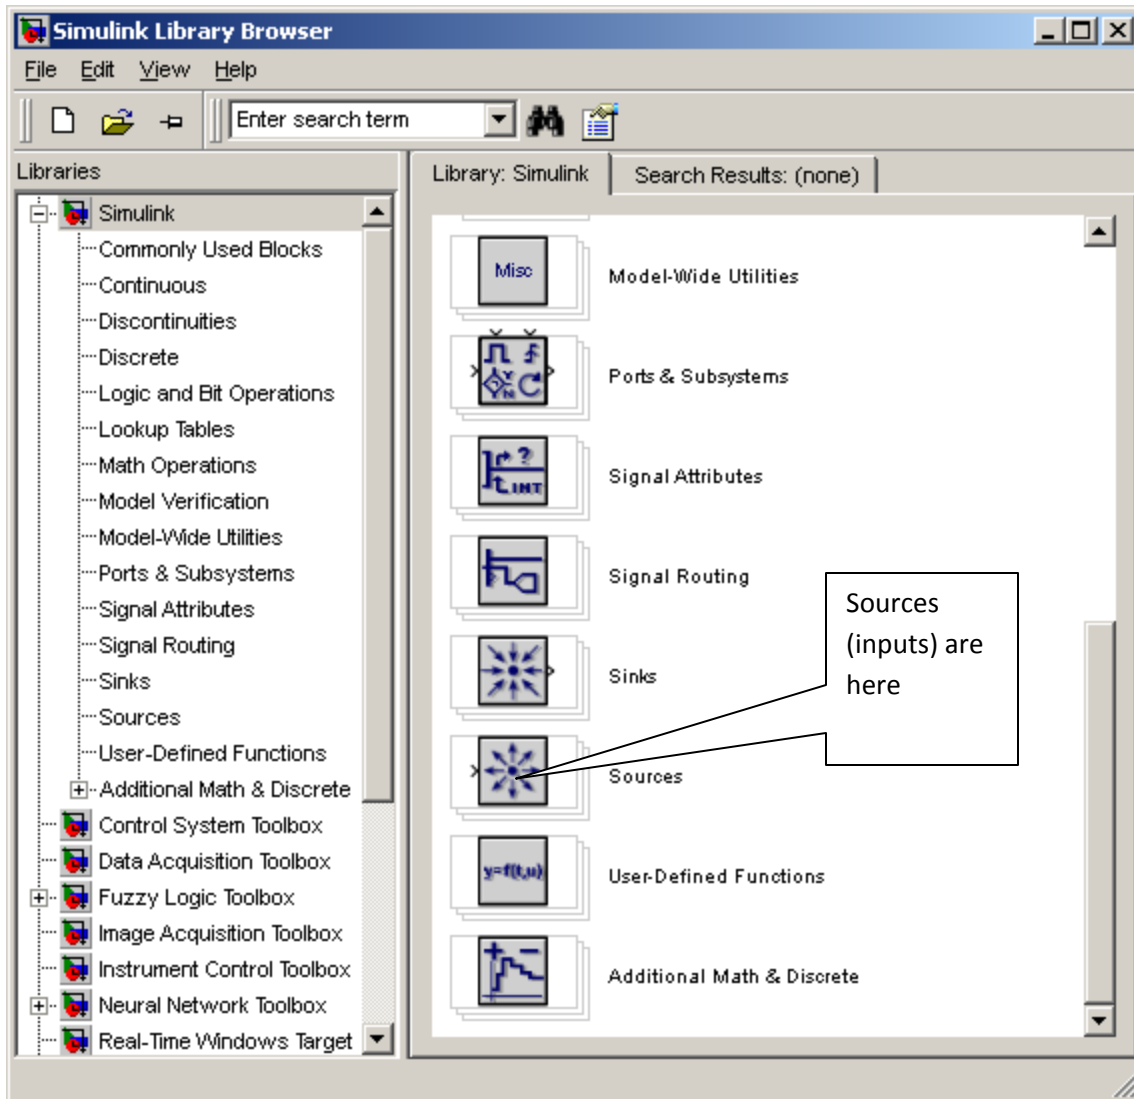 Simulink Library Browser
File Edit View Help
Enter search term
Libraries
Simulink
Commonly Used Blocks
Continuous
Discontinuities
Discrete
Logic and Bit Operations
Lookup Tables
Math Operations
Model Verification
Model-Wide Utilities
Ports & Subsystems
Signal Attributes
Signal Routing
Sinks
Sources
User-Defined Functions
Additional Math & Discrete
Control System Toolbox
Data Acquisition Toolbox
Fuzzy Logic Toolbox
Image Acquisition Toolbox
Instrument Control Toolbox
Neural Network Toolbox
Real-Time Windows Target
Library: Simulink Search Results: (none)
Misc Model-Wide Utilities
Y
N
Ports & Subsystems
?
INT
Signal Attributes
Signal Routing
Sinks
Sources
y=f(t,u) User-Defined Functions
+ −
Additional Math & Discrete
Sources
(inputs) are
here